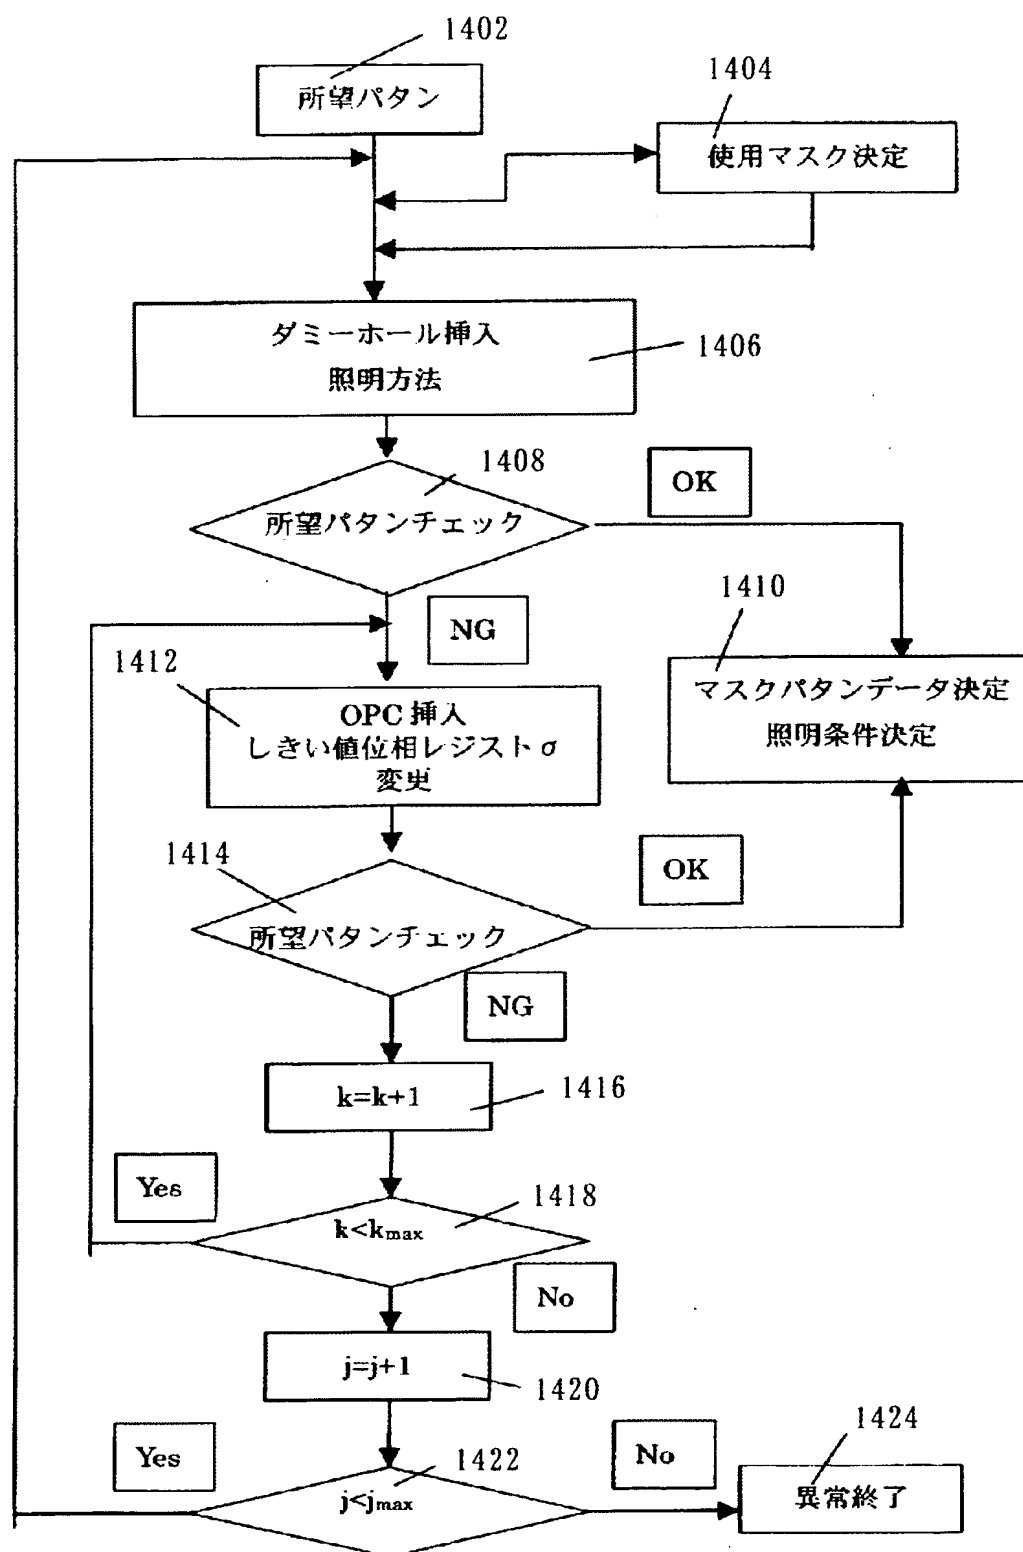 1402
所望パタン
1404
使用マスク決定
ダミーホール挿入
照明方法
1406
1408
所望パタンチェック
OK
NG
1410
マスクパタンデータ決定
照明条件決定
1412
OPC 挿入
しきい値位相レジストσ
変更
1414
所望パタンチェック
OK
NG
k=k+1
1416
Yes
1418
k<kmax
No
j=j+1
1420
Yes
1422
j<jmax
No
1424
異常終了